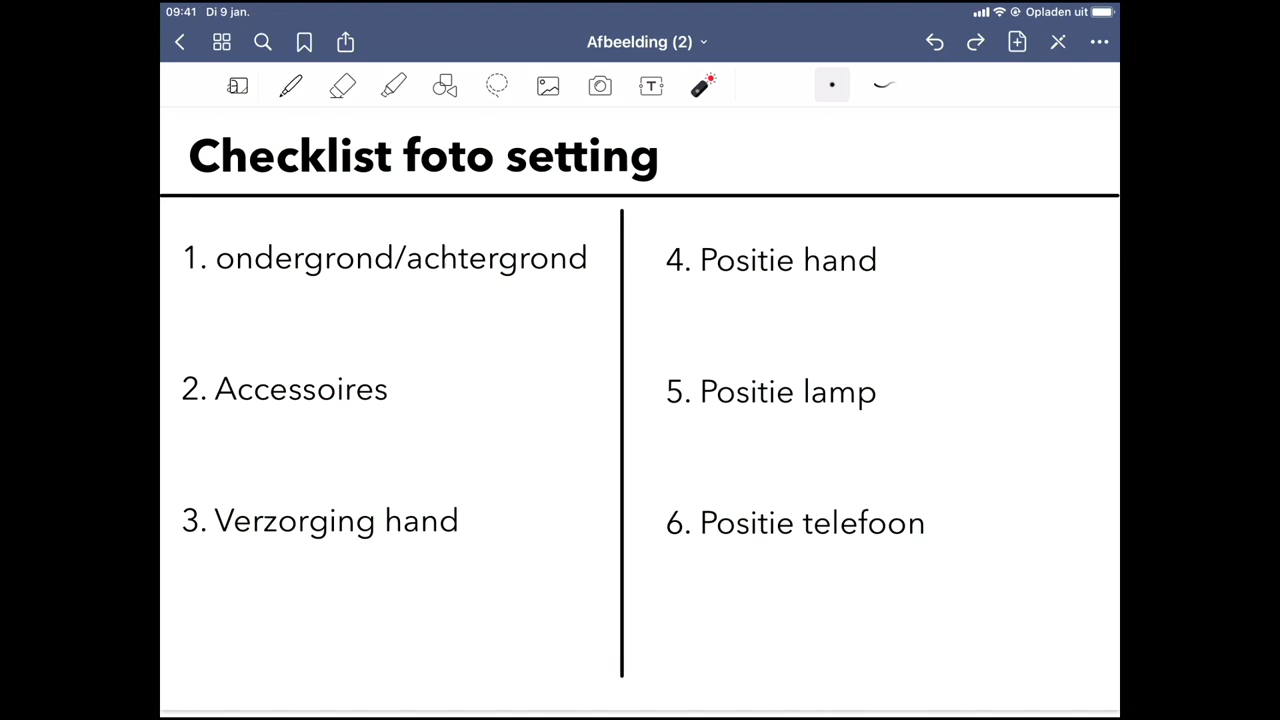 09:41 Di 9 jan.
Opladen uit
Afbeelding (2)
Checklist foto setting
1. ondergrond/achtergrond
2. Accessoires
3. Verzorging hand
4. Positie hand
5. Positie lamp
6. Positie telefoon